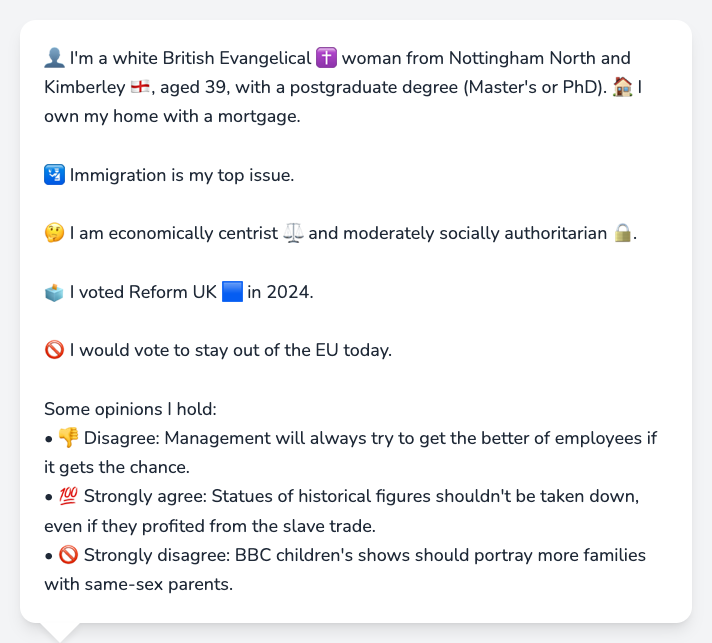 👤 I'm a white British Evangelical ✝️ woman from Nottingham North and
Kimberley 🏴󠁧󠁢󠁥󠁮󠁧󠁿, aged 39, with a postgraduate degree (Master's or PhD). 🏠 I
own my home with a mortgage.
🛂 Immigration is my top issue.
🤔 I am economically centrist ⚖️ and moderately socially authoritarian 🔒.
🗳️ I voted Reform UK 🟦 in 2024.
🚫 I would vote to stay out of the EU today.
Some opinions I hold:
• 👎 Disagree: Management will always try to get the better of employees if
it gets the chance.
• 💯 Strongly agree: Statues of historical figures shouldn't be taken down,
even if they profited from the slave trade.
• 🚫 Strongly disagree: BBC children's shows should portray more families
with same-sex parents.